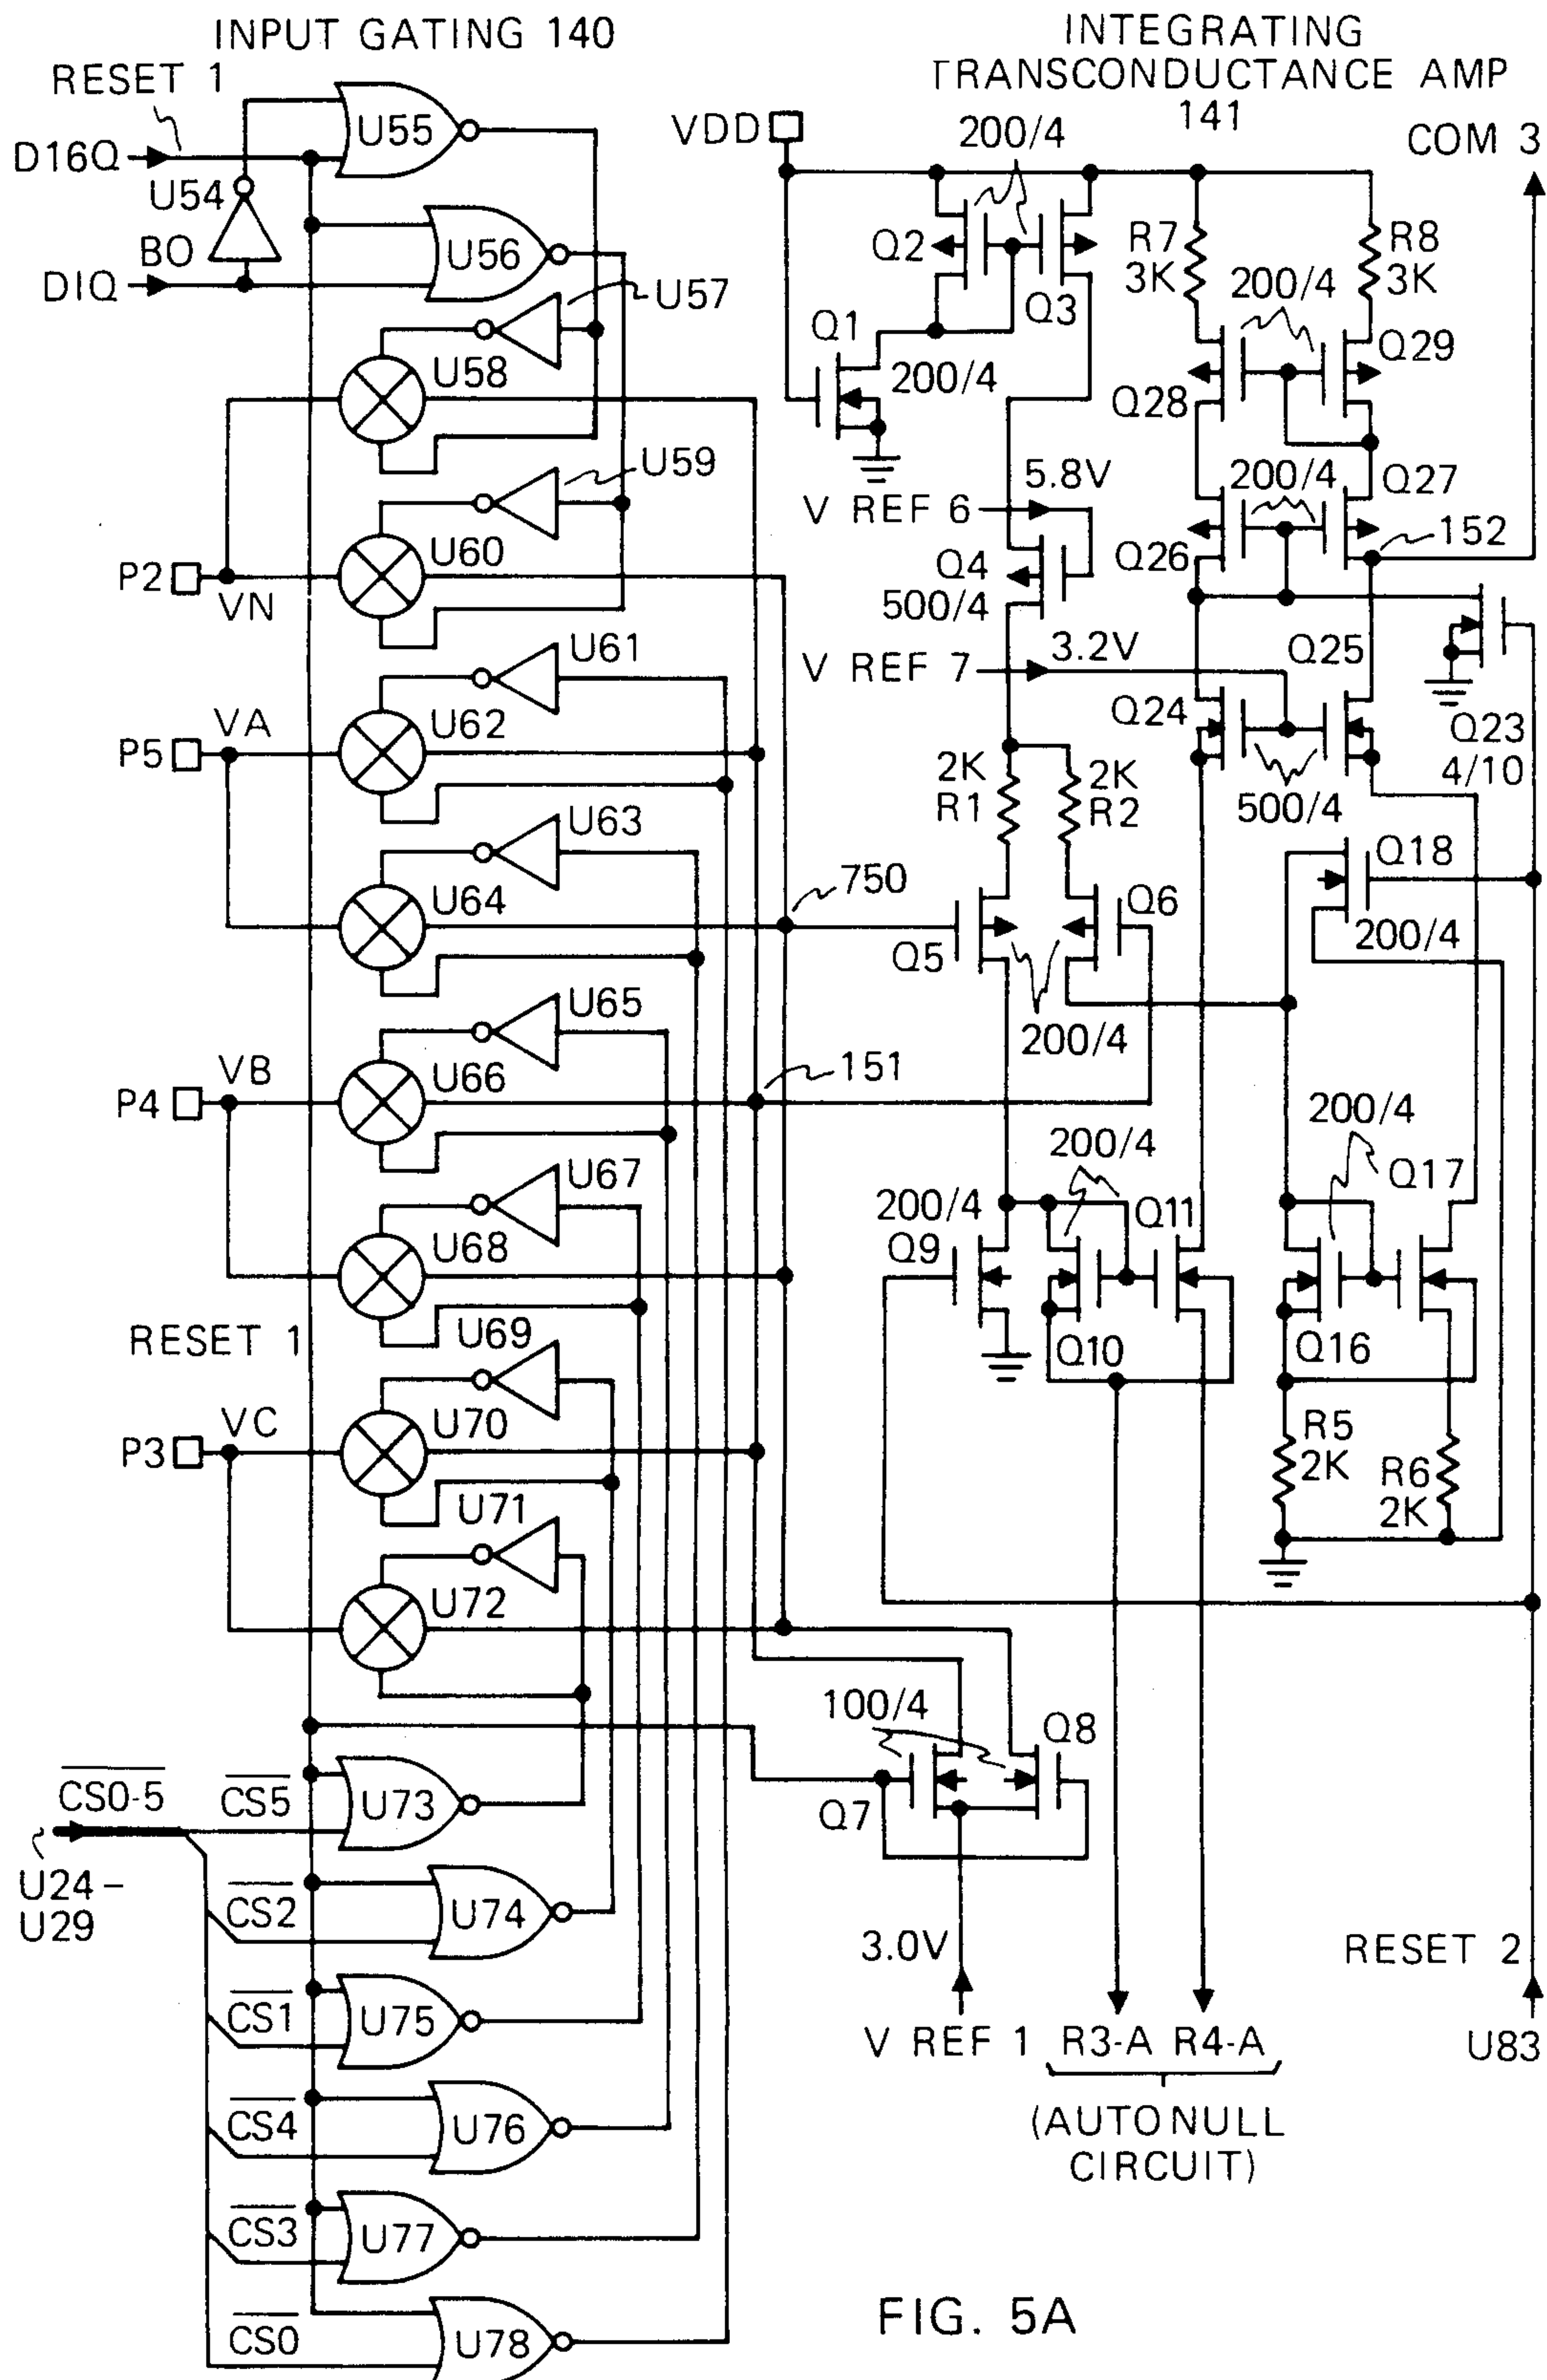 INPUT GATING 140
INTEGRATING
TRANSCONDUCTANCE AMP
141
RESET 1
D16Q
U54
BO
DIQ
U55
U56
U57
U58
U59
U60
P2
VN
U61
VA
P5
U62
U63
U64
U65
VB
P4
U66
U67
U68
RESET 1
U69
VC
P3
U70
U71
U72
CS0-5
CS5
U73
U24-
U29
CS2
U74
CS1
U75
CS4
U76
CS3
U77
CS0
U78
VDD
200/4
COM 3
Q2
Q3
R7
3K
R8
3K
200/4
Q1
200/4
Q28
Q29
5.8V
V REF 6
200/4
Q27
152
Q4
500/4
Q26
V REF 7
3.2V
Q25
Q24
Q23
4/10
500/4
2K
R1
2K
R2
750
Q5
Q6
200/4
Q18
200/4
151
200/4
200/4
Q9
Q11
Q10
200/4
Q17
Q16
R5
2K
R6
2K
100/4
Q8
Q7
3.0V
V REF 1
R3-A R4-A
(AUTONULL
CIRCUIT)
RESET 2
U83
FIG. 5A